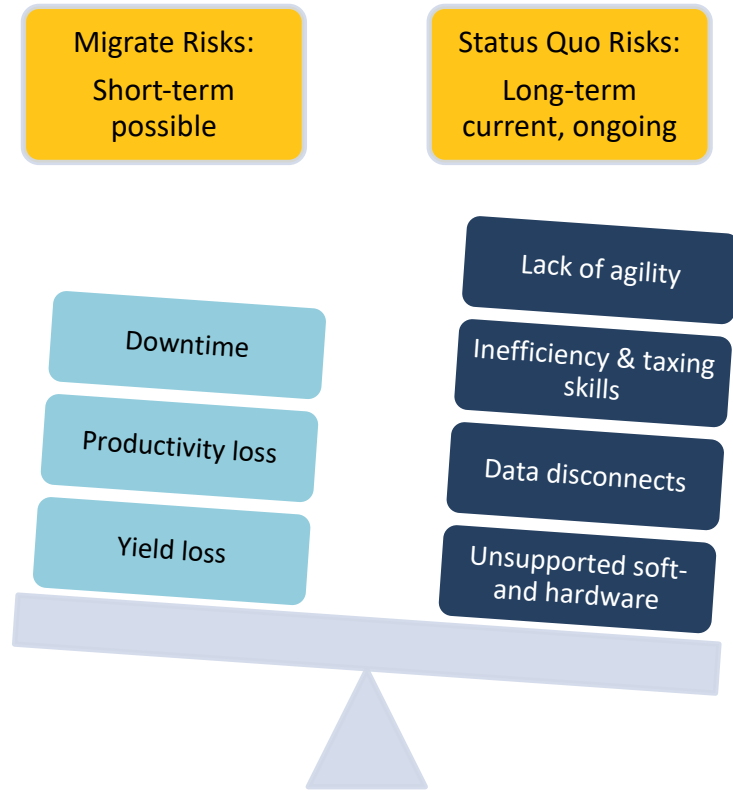 Migrate Risks:
Short-term
possible
Status Quo Risks:
Long-term
current, ongoing
Downtime
Productivity loss
Yield loss
Lack of agility
Inefficiency & taxing
skills
Data disconnects
Unsupported soft-
and hardware